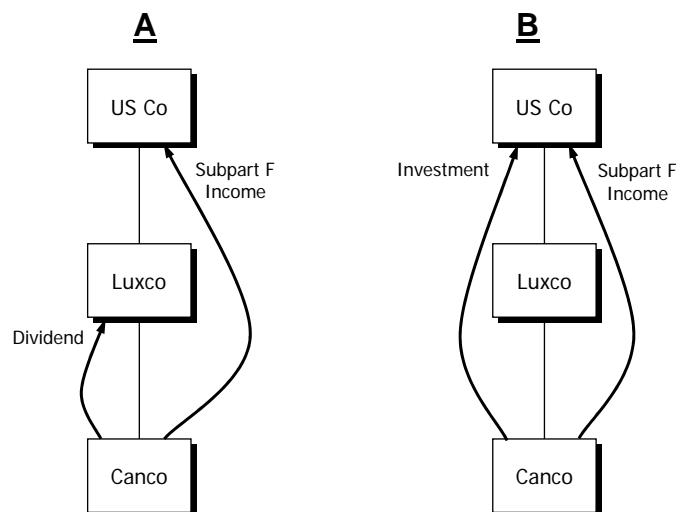 A
B
US Co
US Co
Subpart F
Income
Investment
Subpart F
Income
Luxco
Luxco
Dividend
Canco
Canco